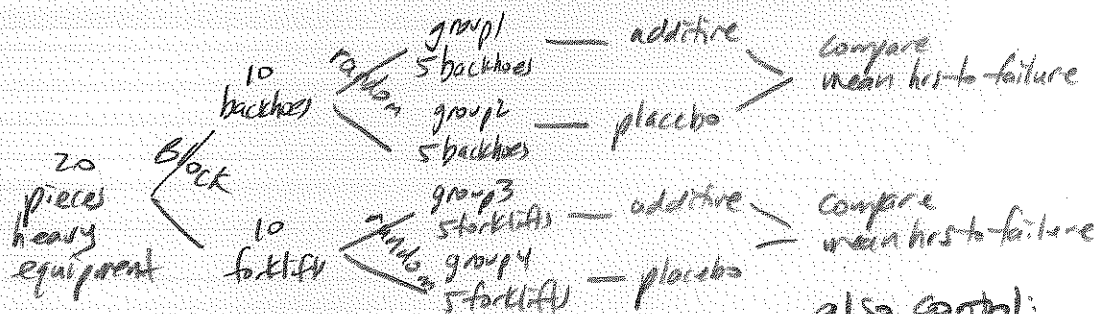 group1
5 backhoes
additive
compare
mean hrs-to-failure
10
backhoes
random
group2
5 backhoes
placebo
20
pieces
heavy
equipment
Block
10
forklift
random
group3
5 forklifts
additive
compare
mean hrs-to-failure
group4
5 forklifts
placebo
also control: